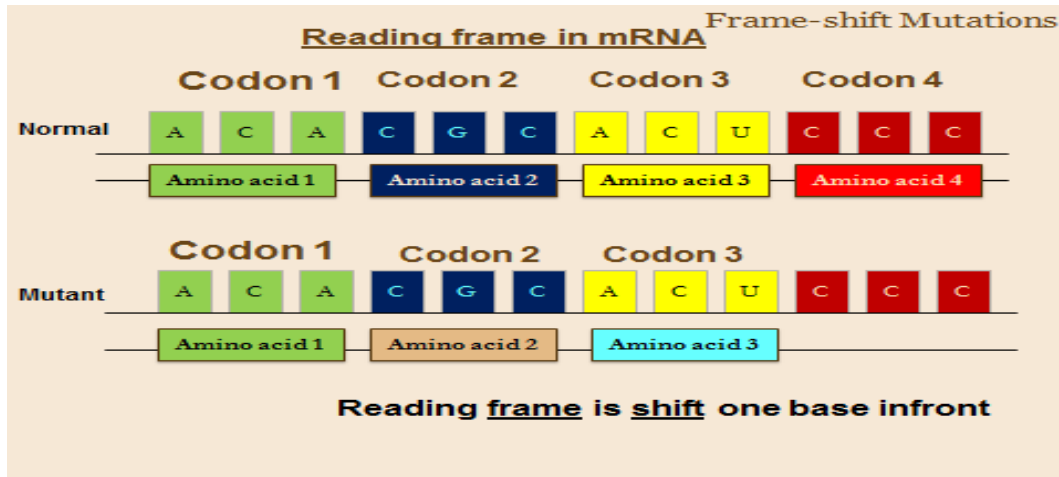 Frame-shift Mutations
Reading frame in mRNA
Codon 1 Codon 2 Codon 3 Codon 4
Normal A C A C G C A C U C C C
Amino acid 1 Amino acid 2 Amino acid 3 Amino acid 4
Codon 1 Codon 2 Codon 3
Mutant A C A C G C A C U C C C
Amino acid 1 Amino acid 2 Amino acid 3
Reading frame is shift one base infront